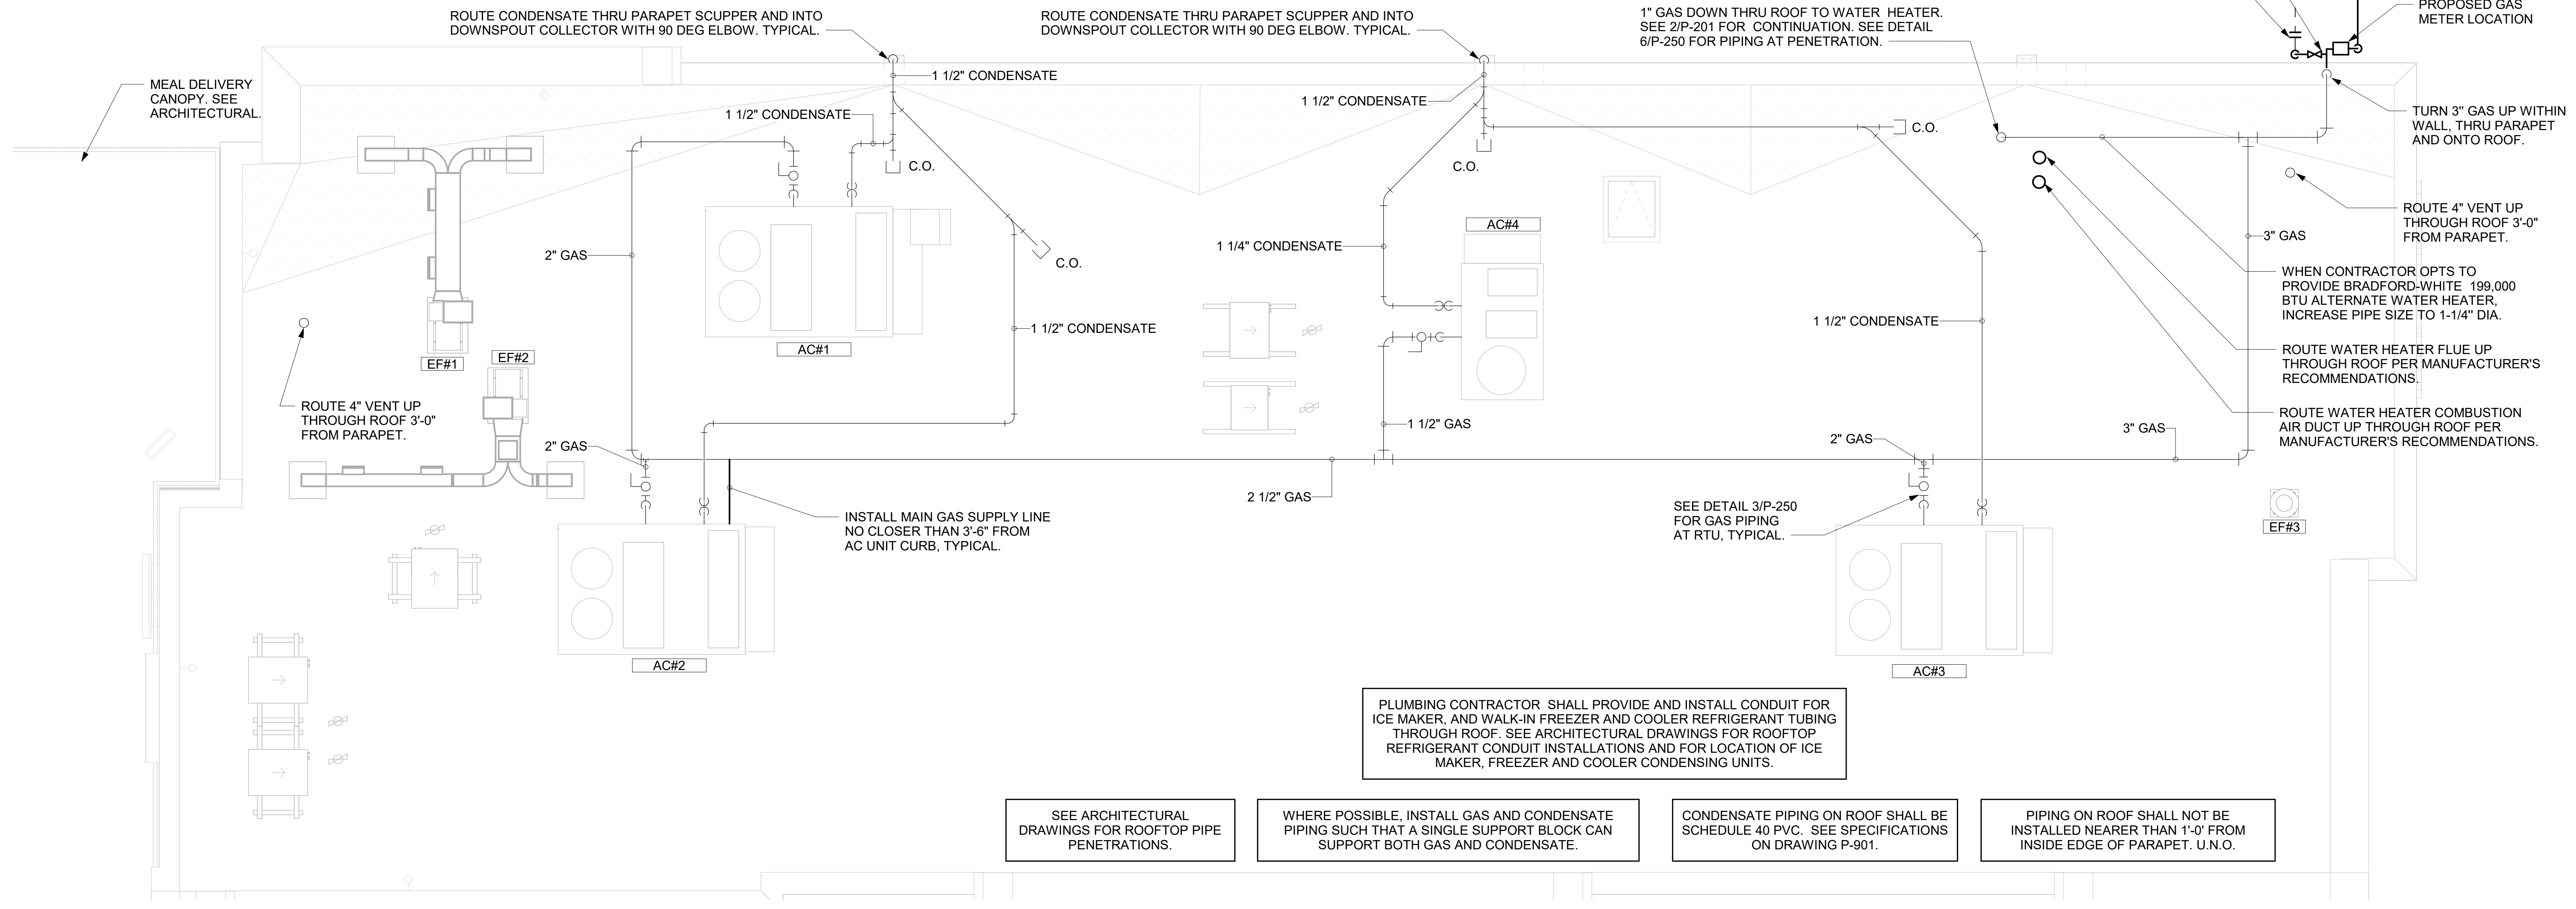 ROUTE CONDENSATE THRU PARAPET SCUPPER AND INTO
DOWNSPOUT COLLECTOR WITH 90 DEG ELBOW. TYPICAL.
ROUTE CONDENSATE THRU PARAPET SCUPPER AND INTO
DOWNSPOUT COLLECTOR WITH 90 DEG ELBOW. TYPICAL.
1" GAS DOWN THRU ROOF TO WATER HEATER.
SEE 2/P-201 FOR CONTINUATION. SEE DETAIL
6/P-250 FOR PIPING AT PENETRATION.
PROPOSED GAS
METER LOCATION
MEAL DELIVERY
CANOPY. SEE
ARCHITECTURAL.
1 1/2" CONDENSATE
1 1/2" CONDENSATE
1 1/2" CONDENSATE
C.O.
C.O.
C.O.
C.O.
TURN 3" GAS UP WITHIN
WALL, THRU PARAPET
AND ONTO ROOF.
ROUTE 4" VENT UP
THROUGH ROOF 3'-0"
FROM PARAPET.
2" GAS
1 1/4" CONDENSATE
AC#4
3" GAS
WHEN CONTRACTOR OPTS TO
PROVIDE BRADFORD-WHITE 199,000
BTU ALTERNATE WATER HEATER,
INCREASE PIPE SIZE TO 1-1/4" DIA.
1 1/2" CONDENSATE
1 1/2" CONDENSATE
AC#1
EF#1
EF#2
ROUTE WATER HEATER FLUE UP
THROUGH ROOF PER MANUFACTURER'S
RECOMMENDATIONS.
ROUTE 4" VENT UP
THROUGH ROOF 3'-0"
FROM PARAPET.
ROUTE WATER HEATER COMBUSTION
AIR DUCT UP THROUGH ROOF PER
MANUFACTURER'S RECOMMENDATIONS.
2" GAS
1 1/2" GAS
2" GAS
3" GAS
2 1/2" GAS
INSTALL MAIN GAS SUPPLY LINE
NO CLOSER THAN 3'-6" FROM
AC UNIT CURB, TYPICAL.
SEE DETAIL 3/P-250
FOR GAS PIPING
AT RTU, TYPICAL.
EF#3
AC#2
AC#3
PLUMBING CONTRACTOR SHALL PROVIDE AND INSTALL CONDUIT FOR
ICE MAKER, AND WALK-IN FREEZER AND COOLER REFRIGERANT TUBING
THROUGH ROOF. SEE ARCHITECTURAL DRAWINGS FOR ROOFTOP
REFRIGERANT CONDUIT INSTALLATIONS AND FOR LOCATION OF ICE
MAKER, FREEZER AND COOLER CONDENSING UNITS.
SEE ARCHITECTURAL
DRAWINGS FOR ROOFTOP PIPE
PENETRATIONS.
WHERE POSSIBLE, INSTALL GAS AND CONDENSATE
PIPING SUCH THAT A SINGLE SUPPORT BLOCK CAN
SUPPORT BOTH GAS AND CONDENSATE.
CONDENSATE PIPING ON ROOF SHALL BE
SCHEDULE 40 PVC. SEE SPECIFICATIONS
ON DRAWING P-901.
PIPING ON ROOF SHALL NOT BE
INSTALLED NEARER THAN 1'-0' FROM
INSIDE EDGE OF PARAPET. U.N.O.